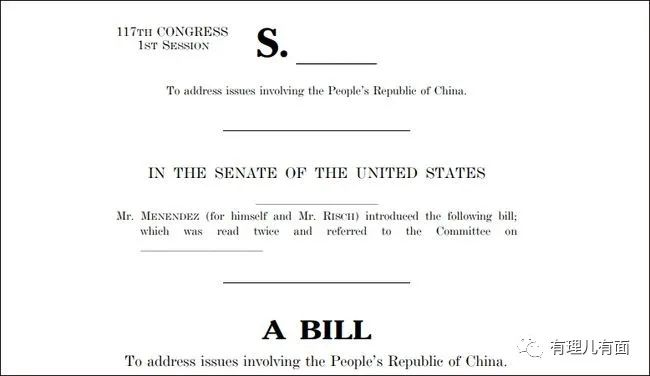 117TH CONGRESS
1ST SESSION
S. ________
To address issues involving the People's Republic of China.
IN THE SENATE OF THE UNITED STATES
Mr. MENENDEZ (for himself and Mr. RISCH) introduced the following bill;
which was read twice and referred to the Committee on
____________
A BILL
To address issues involving the People's Republic of China.
有理儿有面